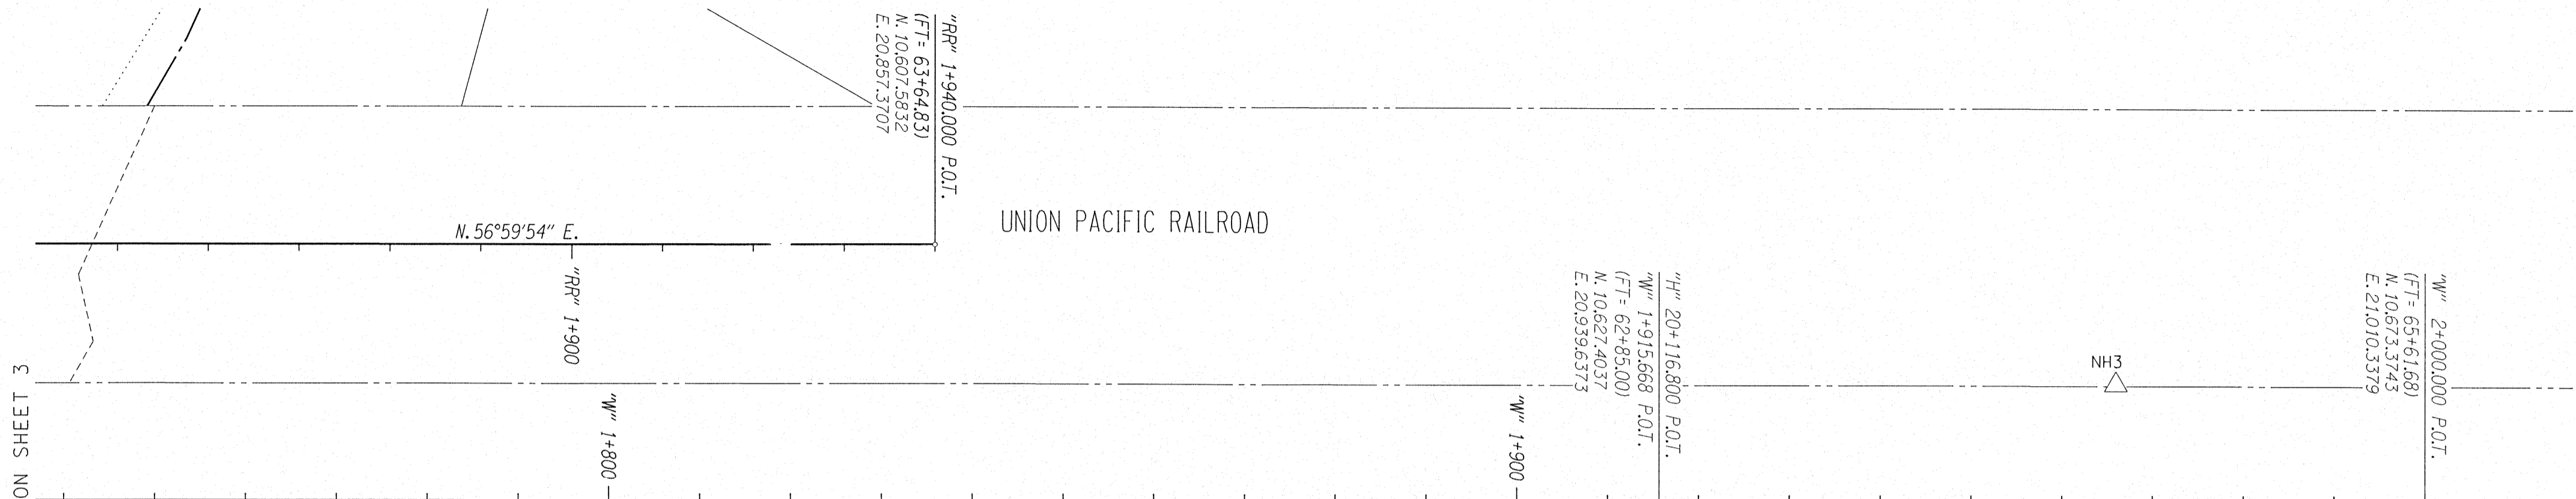 "RR" 1+940.000 P.O.T.
(FT= 63+64.83)
N. 10,607.5832
E. 20,857.3707
UNION PACIFIC RAILROAD
N. 56°59'54" E.
"RR" 1+900
"H" 20+116.800 P.O.T.
"W" 1+915.668 P.O.T.
(FT= 62+85.00)
N. 10,627.4037
E. 20,939.6373
"W" 2+000.000 P.O.T.
(FT= 65+61.68)
N. 10,673.3743
E. 21,010.3379
NH3
ON SHEET 3
"W" 1+800
"W" 1+900